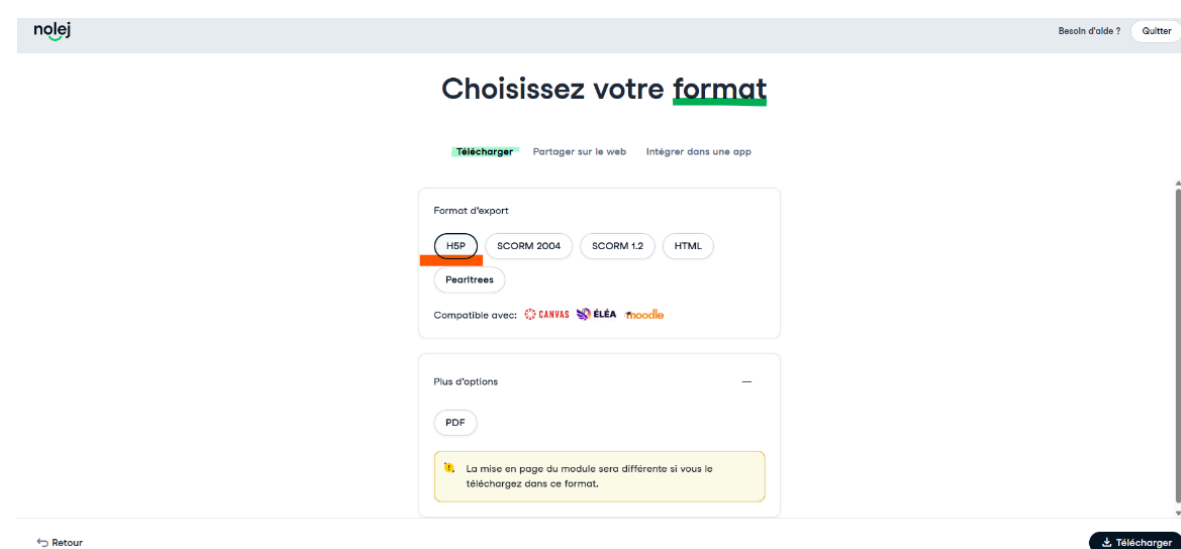 nolej
Besoin d'aide ? Quitter
Choisissez votre format
Télécharger Partager sur le web Intégrer dans une app
Format d'export
H5P SCORM 2004 SCORM 1.2 HTML
Pearltrees
Compatible avec: CANVAS ÉLÉA moodle
Plus d'options
PDF
La mise en page du module sera différente si vous le
téléchargez dans ce format.
Retour Télécharger